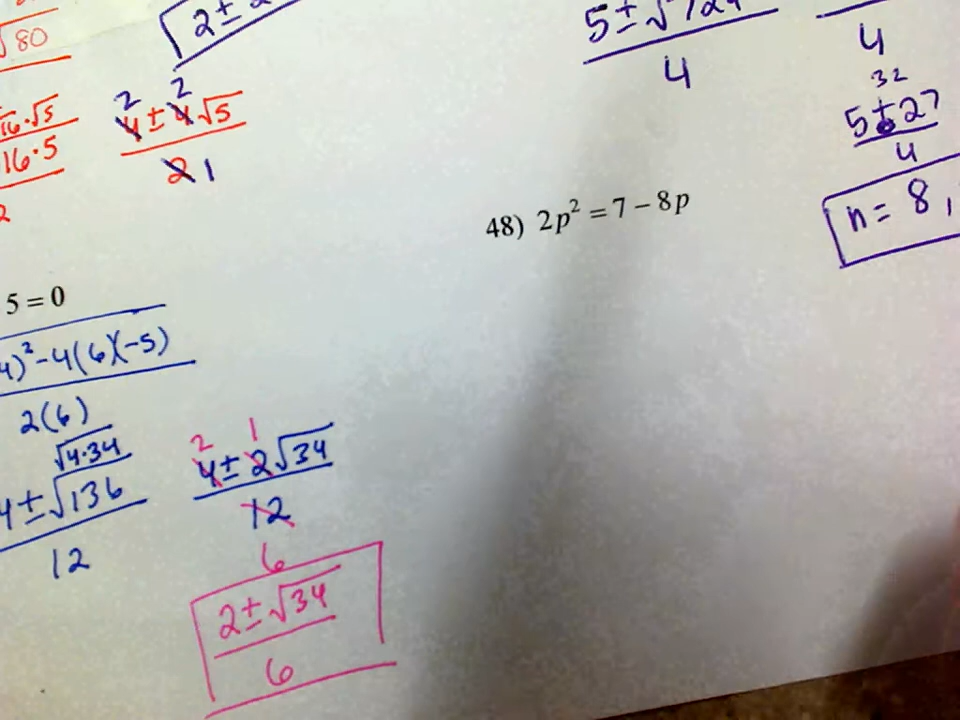 √80
2 ±
16·√5
16·5
2
2 2
4 ± 4√5
2 1
5 ± √729
4
4
32
5 ± 27
4
n = 8,
48) 2p² = 7 − 8p
5 = 0
4)² - 4(6)(-5)
2(6)
√4·34
4 ± √136
12
2 1
4 ± 2√34
12
6
2 ± √34
6